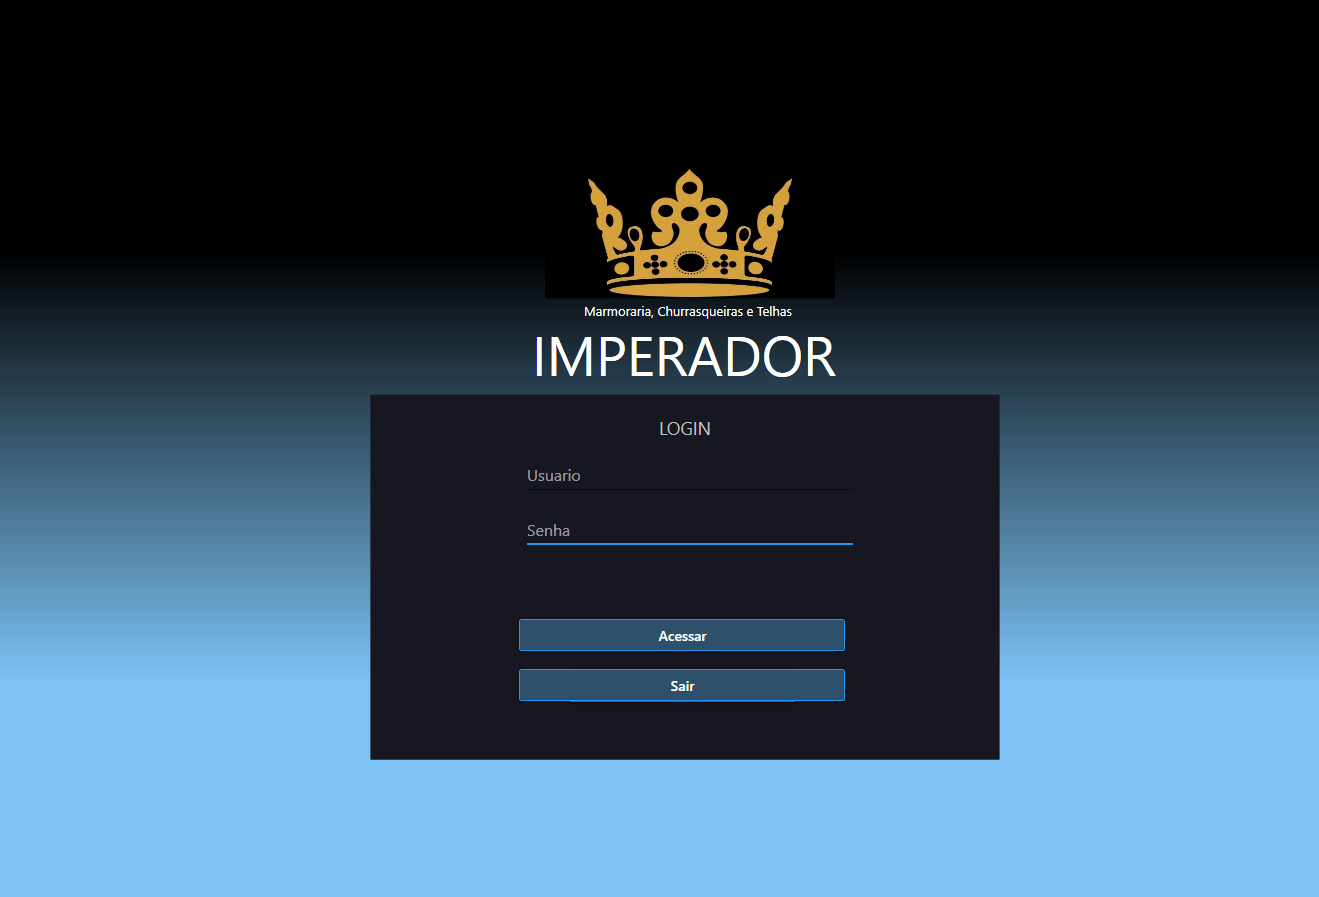 Marmoraria, Churrasqueiras e Telhas
IMPERADOR
LOGIN
Usuario
Senha
Acessar
Sair